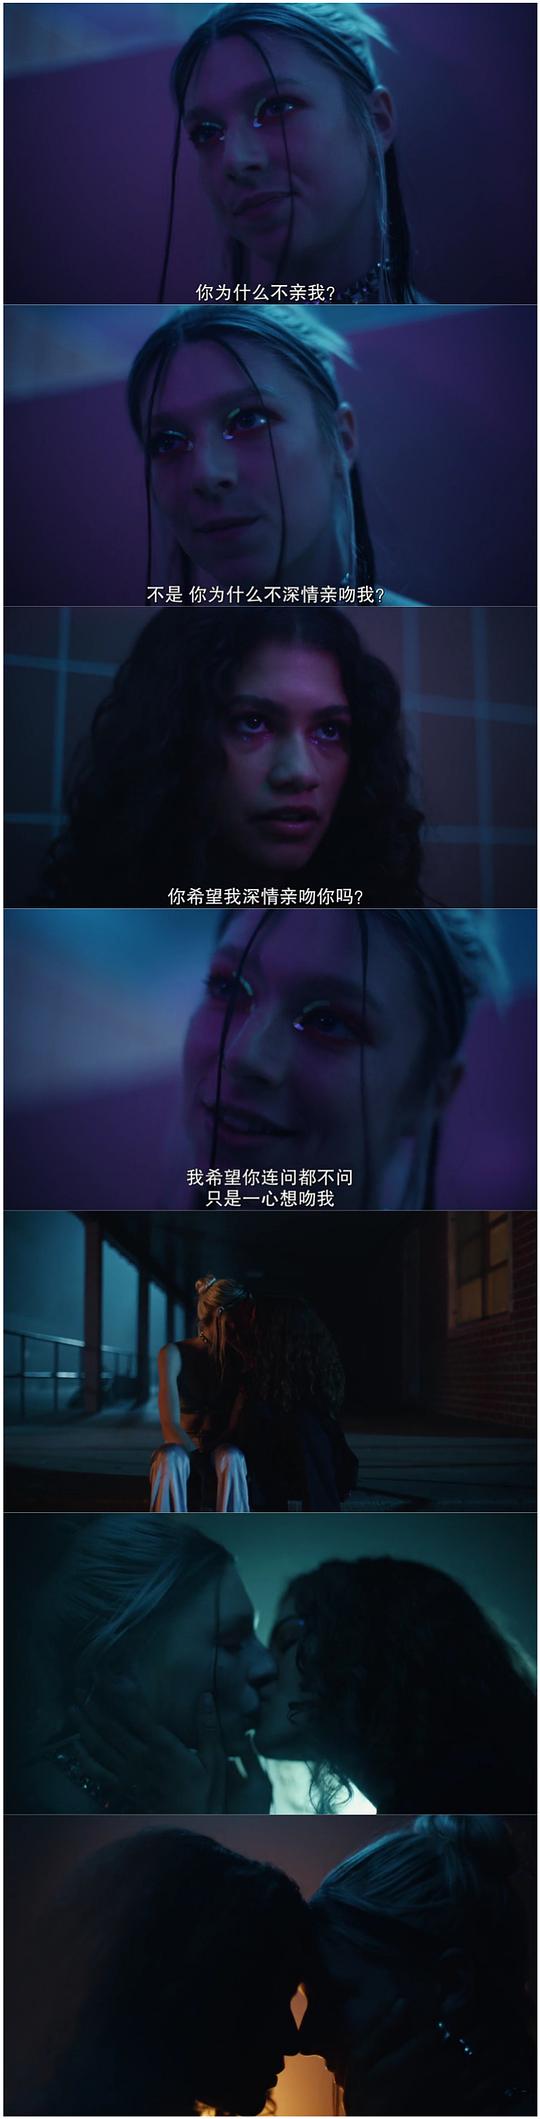 你为什么不亲我?
不是 你为什么不深情亲吻我?
你希望我深情亲吻你吗?
我希望你连问都不问
只是一心想吻我